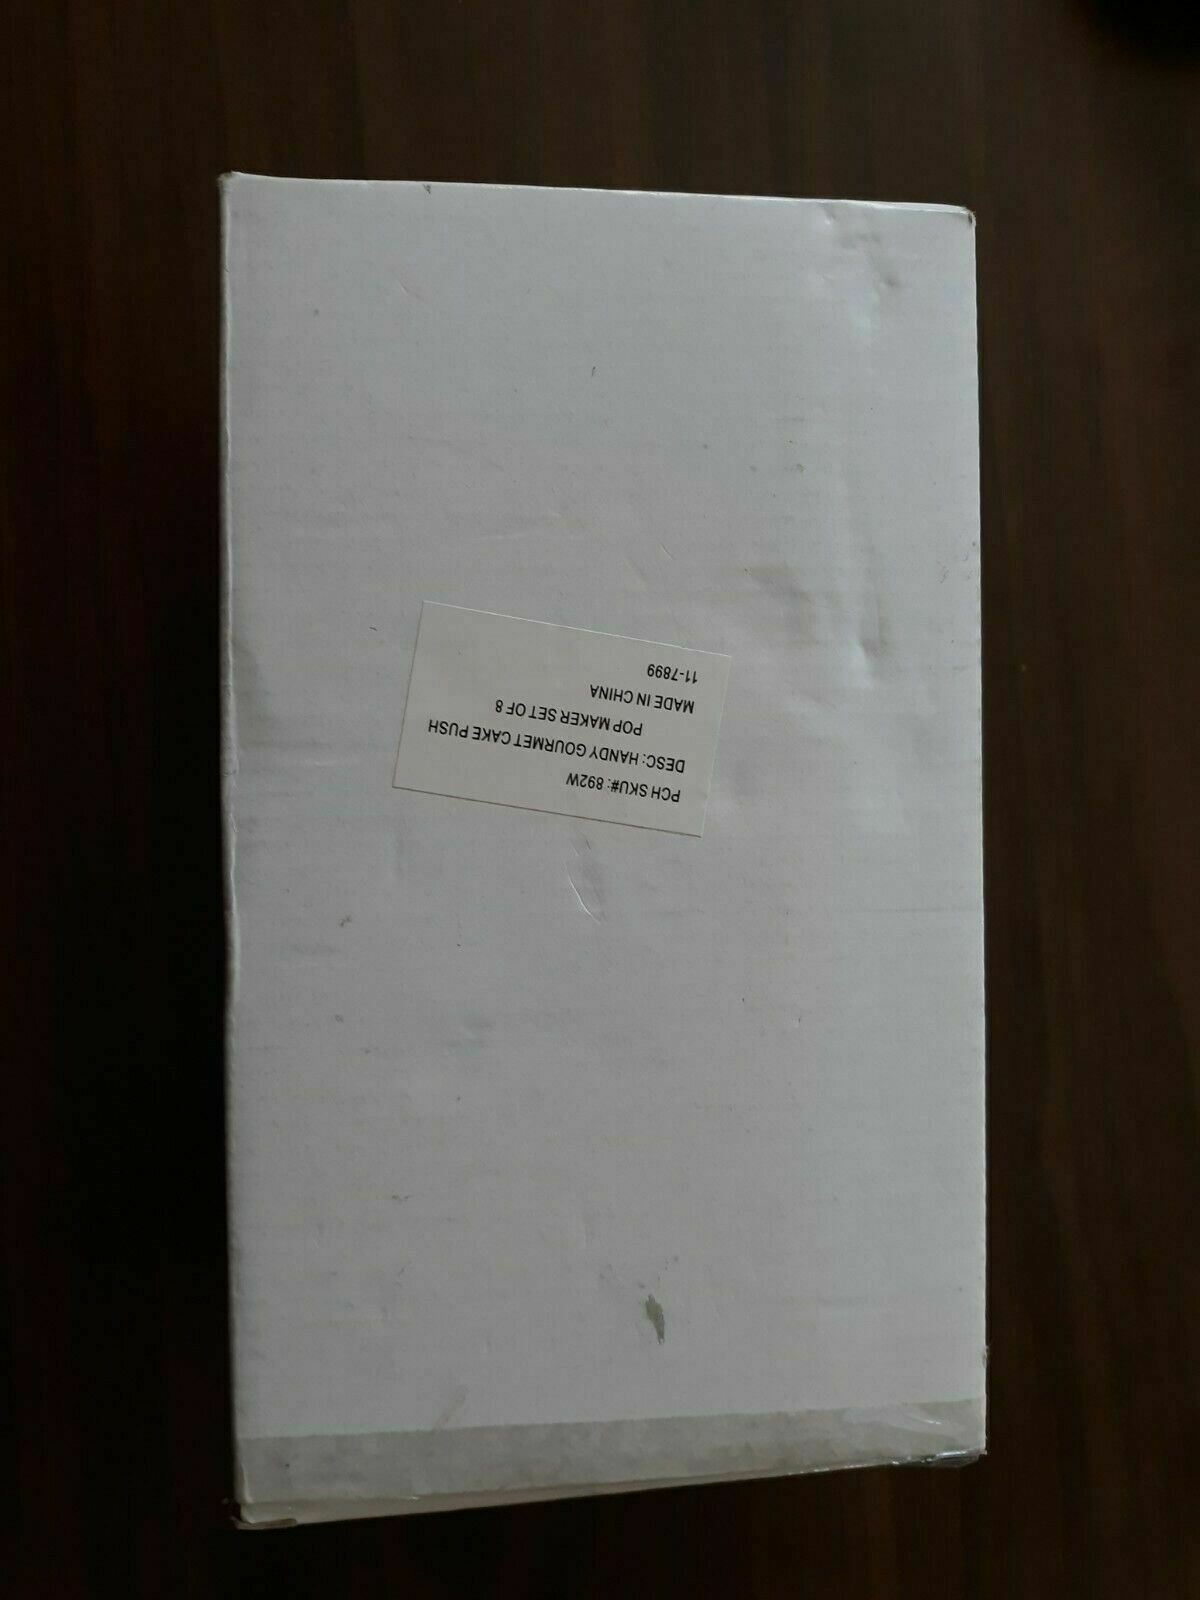 PCH SKU#: 892W
DESC: HANDY GOURMET CAKE PUSH
POP MAKER SET OF 8
MADE IN CHINA
11-7899